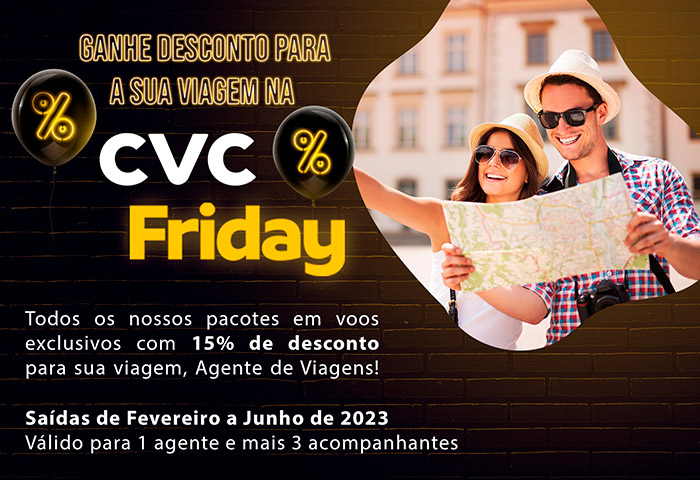 GANHE DESCONTO PARA
A SUA VIAGEM NA
%
%
CVC
Friday
Todos os nossos pacotes em voos
exclusivos com 15% de desconto
para sua viagem, Agente de Viagens!
Saídas de Fevereiro a Junho de 2023
Válido para 1 agente e mais 3 acompanhantes